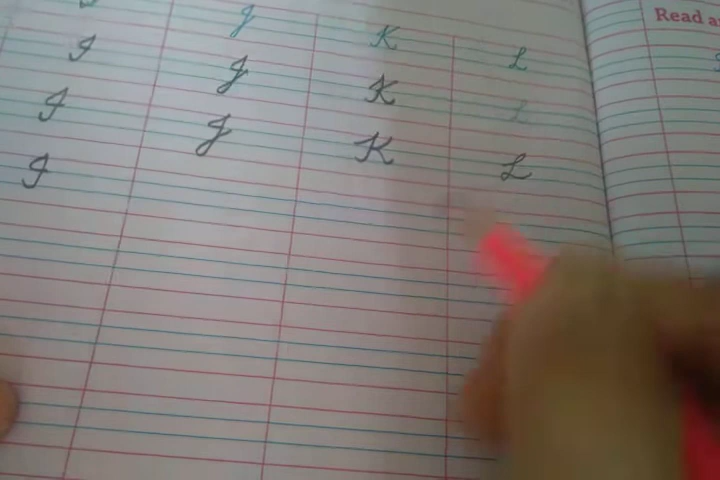 J K L
I J K L
I J K L
I
Read a